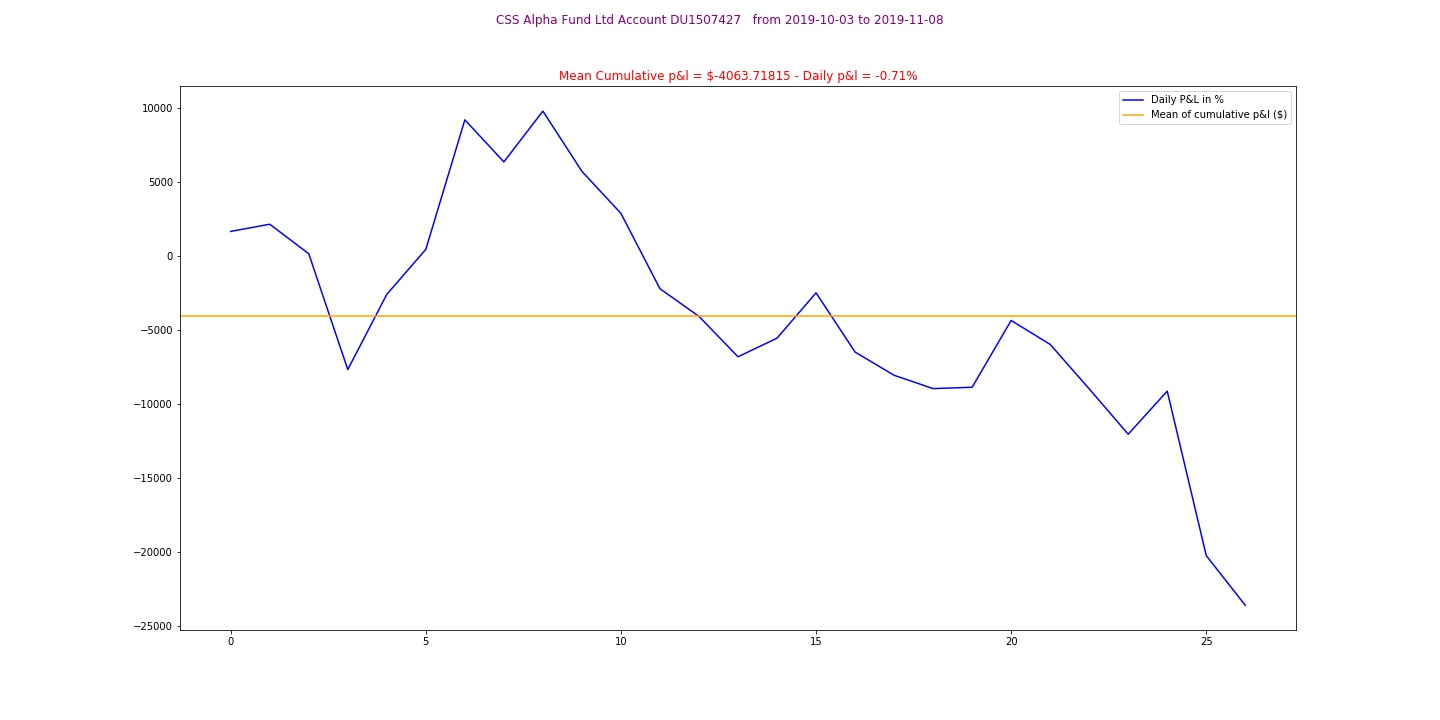 CSS Alpha Fund Ltd Account DU1507427   from 2019-10-03 to 2019-11-08
Mean Cumulative p&l = $-4063.71815 - Daily p&l = -0.71%
Daily P&L in %
Mean of cumulative p&l ($)
10000
5000
0
−5000
−10000
−15000
−20000
−25000
0 5 10 15 20 25